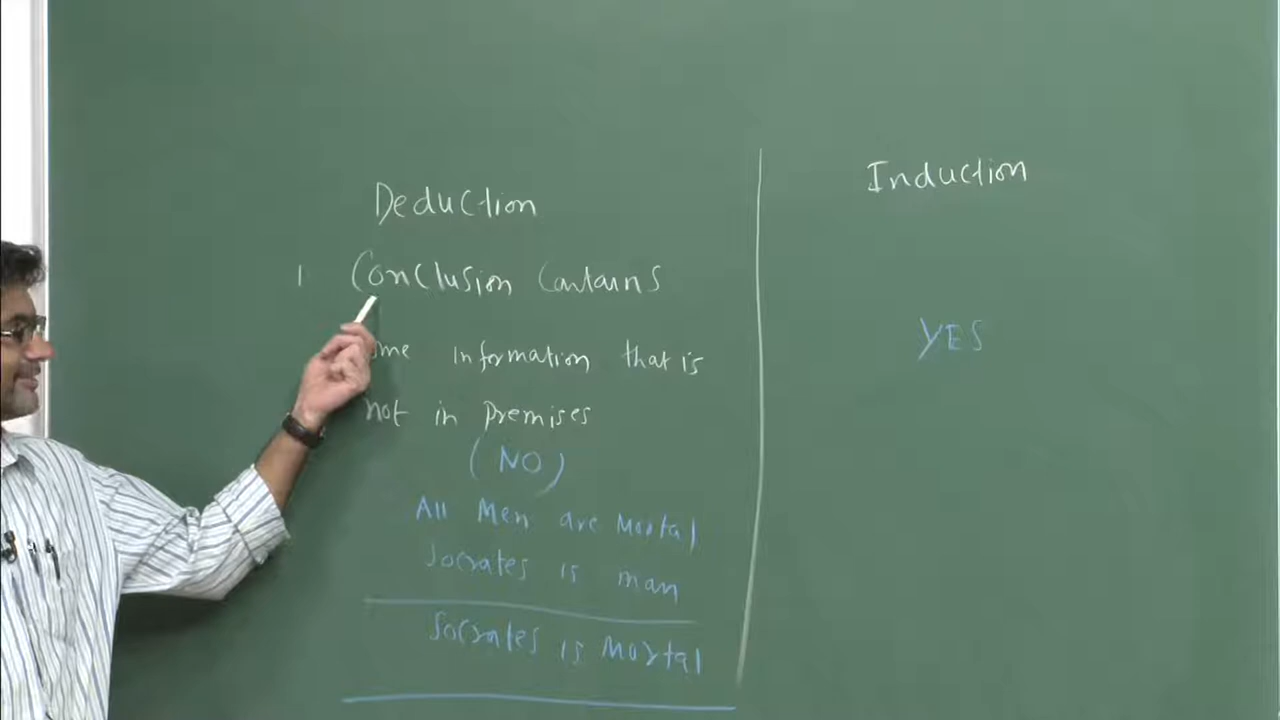 Deduction
1 Conclusion Contains
me information that is
not in premises
(NO)
All Men are Mortal
Socrates is man
Socrates is Mortal
Induction
YES